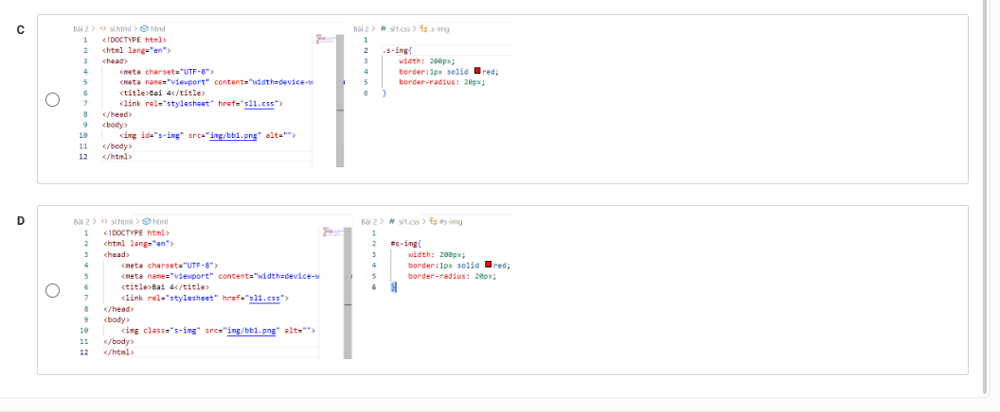 C
Bài 2 > <> sl.html > html
1 <!DOCTYPE html>
2 <html lang="en">
3 <head>
4 <meta charset="UTF-8">
5 <meta name="viewport" content="width=device-w
6 <title>Bai 4</title>
7 <link rel="stylesheet" href="sl1.css">
8 </head>
9 <body>
10 <img id="s-img" src="img/bb1.png" alt="">
11 </body>
12 </html>
Bài 2 > # sl1.css > .s-img
1
2 .s-img{
3 width: 200px;
4 border:1px solid red;
5 border-radius: 20px;
6 }
D
Bài 2 > <> sl.html > html
1 <!DOCTYPE html>
2 <html lang="en">
3 <head>
4 <meta charset="UTF-8">
5 <meta name="viewport" content="width=device-w
6 <title>Bai 4</title>
7 <link rel="stylesheet" href="sl1.css">
8 </head>
9 <body>
10 <img class="s-img" src="img/bb1.png" alt="">
11 </body>
12 </html>
Bài 2 > # sl1.css > #s-img
1
2 #s-img{
3 width: 200px;
4 border:1px solid red;
5 border-radius: 20px;
6 }